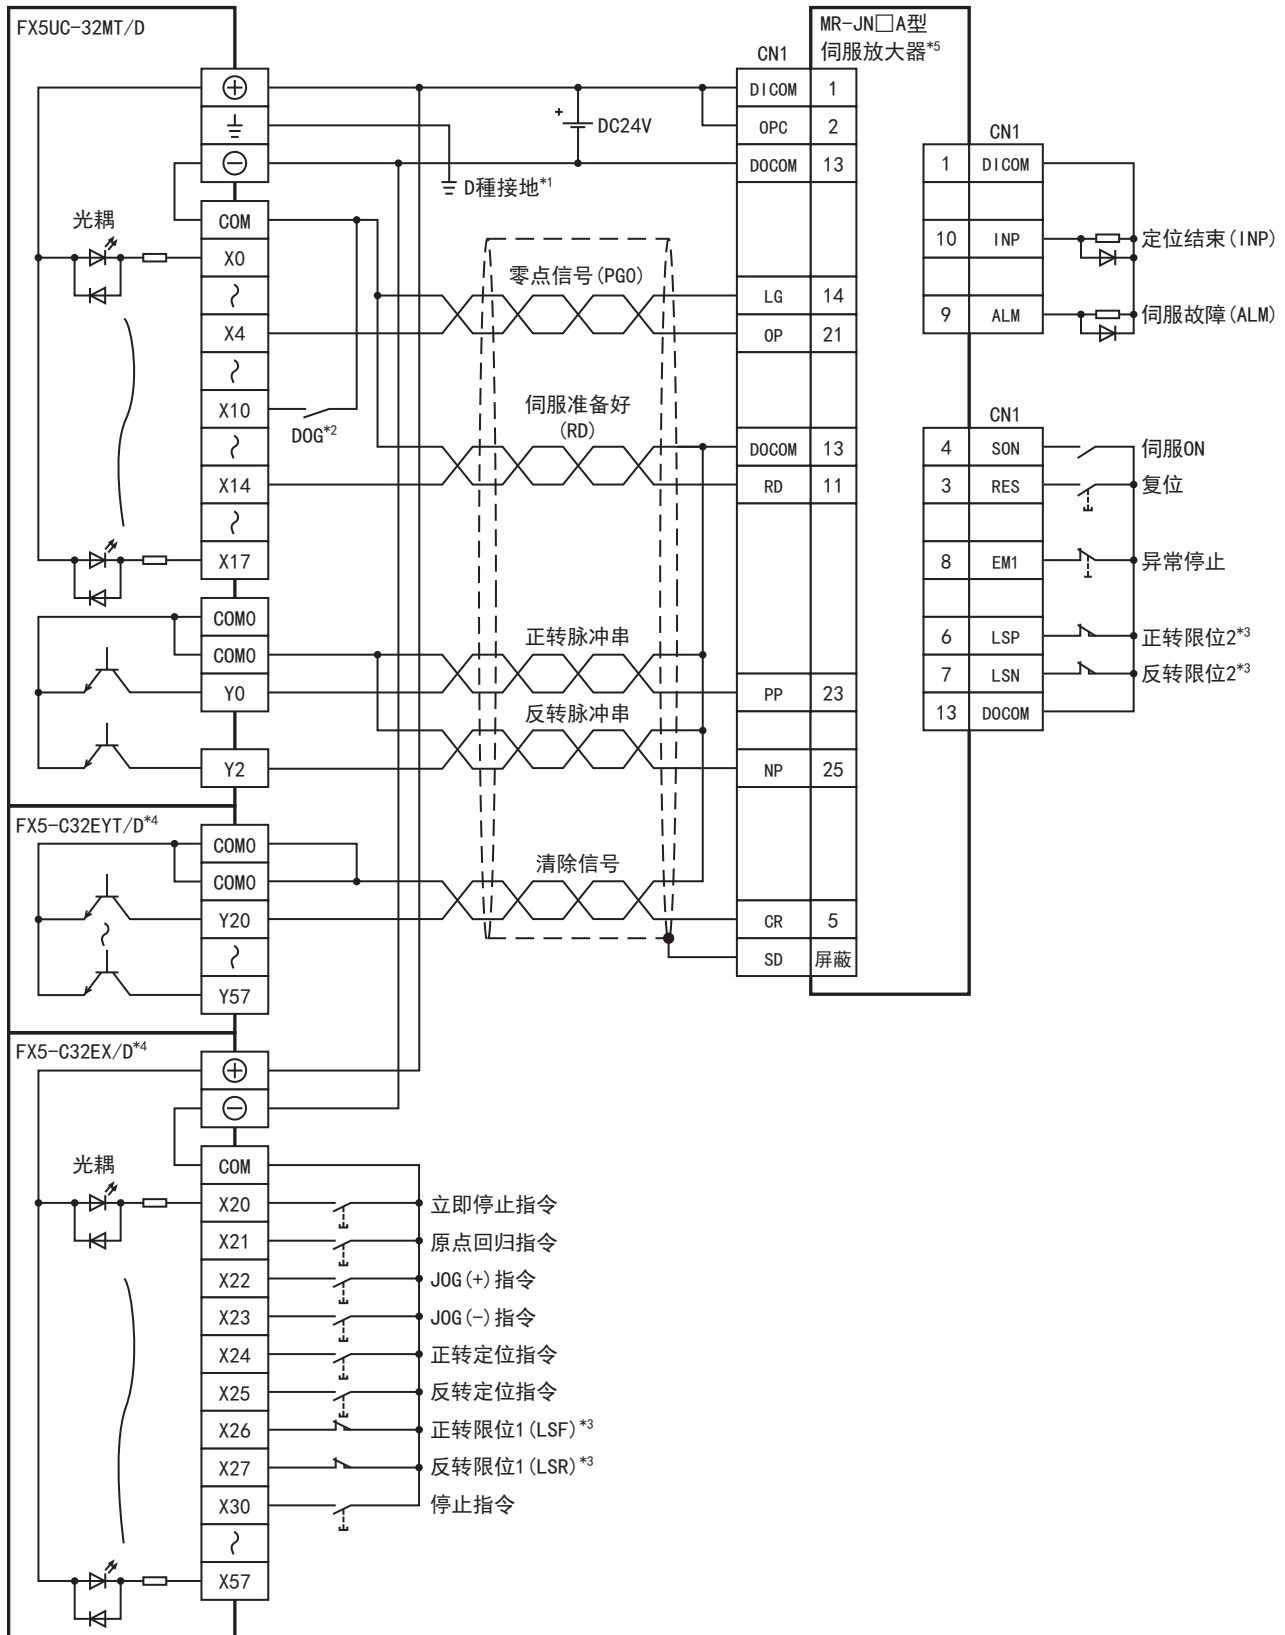 FX5UC-32MT/D
COM
X0
X4
X10
X14
X17
COM0
COM0
Y0
Y2
光耦
DC24V
D種接地*1
DOG*2
零点信号(PG0)
伺服准备好
(RD)
正转脉冲串
反转脉冲串
清除信号
MR-JN□A型
伺服放大器*5
CN1
DICOM 1
OPC 2
DOCOM 13
LG 14
OP 21
DOCOM 13
RD 11
PP 23
NP 25
CR 5
SD 屏蔽
CN1
1 DICOM
10 INP 定位结束(INP)
9 ALM 伺服故障(ALM)
CN1
4 SON 伺服ON
3 RES 复位
8 EM1 异常停止
6 LSP 正转限位2*3
7 LSN 反转限位2*3
13 DOCOM
FX5-C32EYT/D*4
COM0
COM0
Y20
Y57
FX5-C32EX/D*4
COM
光耦
X20 立即停止指令
X21 原点回归指令
X22 JOG(+)指令
X23 JOG(-)指令
X24 正转定位指令
X25 反转定位指令
X26 正转限位1(LSF)*3
X27 反转限位1(LSR)*3
X30 停止指令
X57